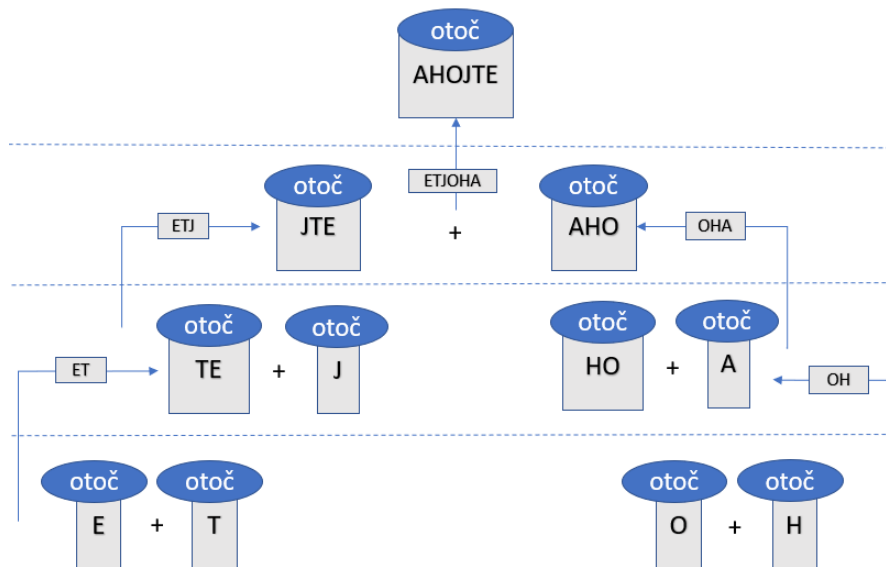 otoč
AHOJTE
ETJOHA
otoč
otoč
ETJ
JTE
+
AHO
OHA
otoč
otoč
otoč
otoč
ET
TE
+
J
HO
+
A
OH
otoč
otoč
otoč
otoč
E
+
T
O
+
H